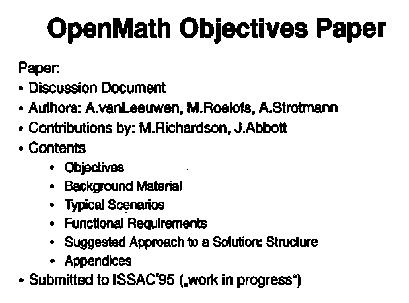 OpenMath Objectives Paper
Paper:
• Discussion Document
• Authors: A.vanLeeuwen, M.Roelofs, A.Strotmann
• Contributions by: M.Richardson, J.Abbott
• Contents
• Objectives
• Background Material
• Typical Scenarios
• Functional Requirements
• Suggested Approach to a Solution: Structure
• Appendices
• Submitted to ISSAC'95 („work in progress“)